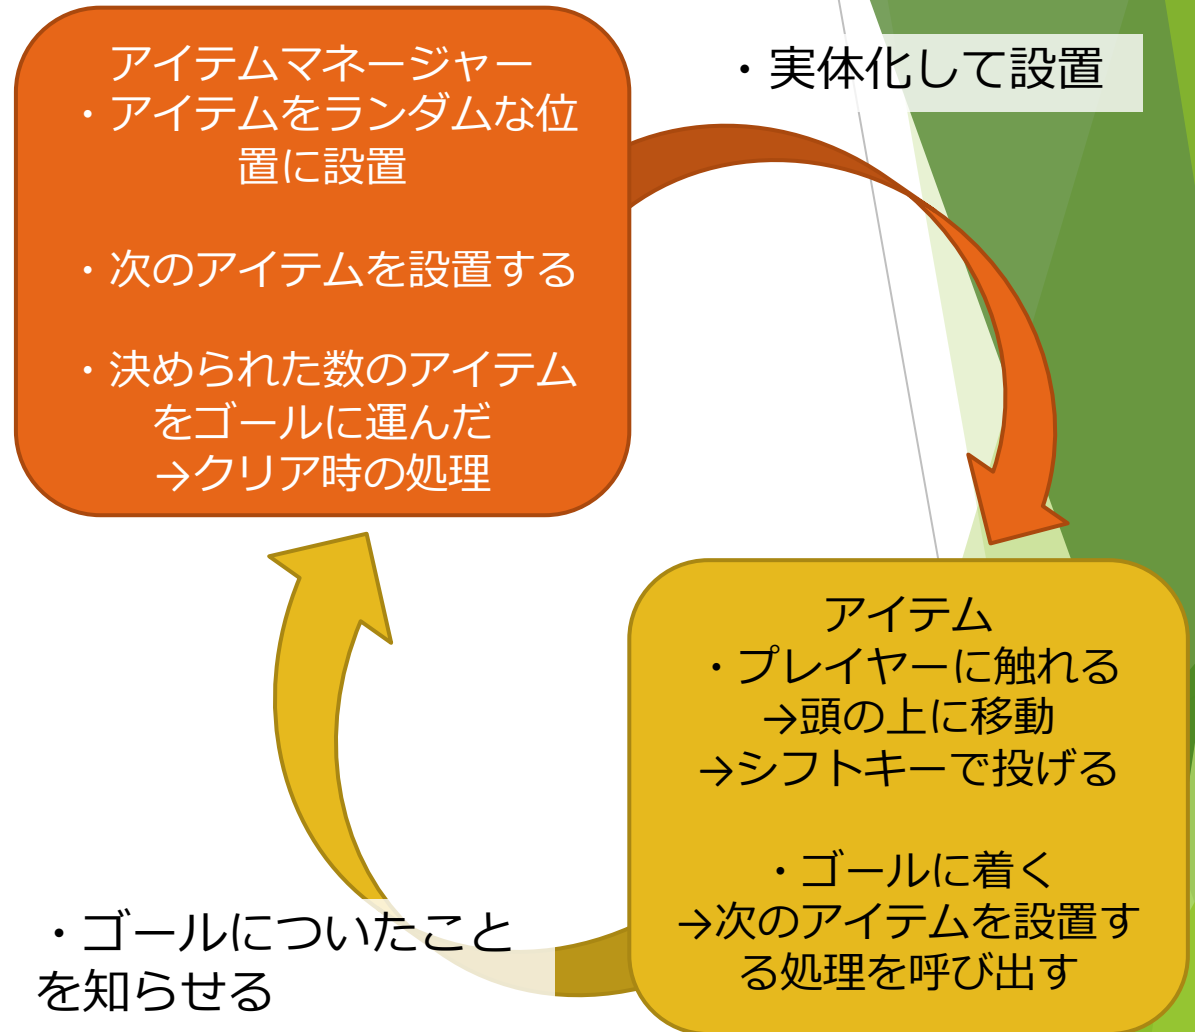 アイテムマネージャー
・アイテムをランダムな位
置に設置
・次のアイテムを設置する
・決められた数のアイテム
をゴールに運んだ
→クリア時の処理
・実体化して設置
アイテム
・プレイヤーに触れる
→頭の上に移動
→シフトキーで投げる
・ゴールに着く
→次のアイテムを設置す
る処理を呼び出す
・ゴールについたこと
を知らせる